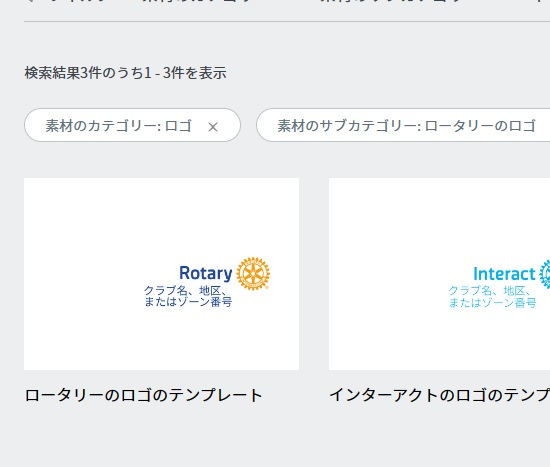 検索結果3件のうち1 - 3件を表示
素材のカテゴリー: ロゴ ×
素材のサブカテゴリー: ロータリーのロゴ
Rotary
クラブ名、地区、
またはゾーン番号
Interact
クラブ名、地区、
またはゾーン番号
ロータリーのロゴのテンプレート
インターアクトのロゴのテンプ